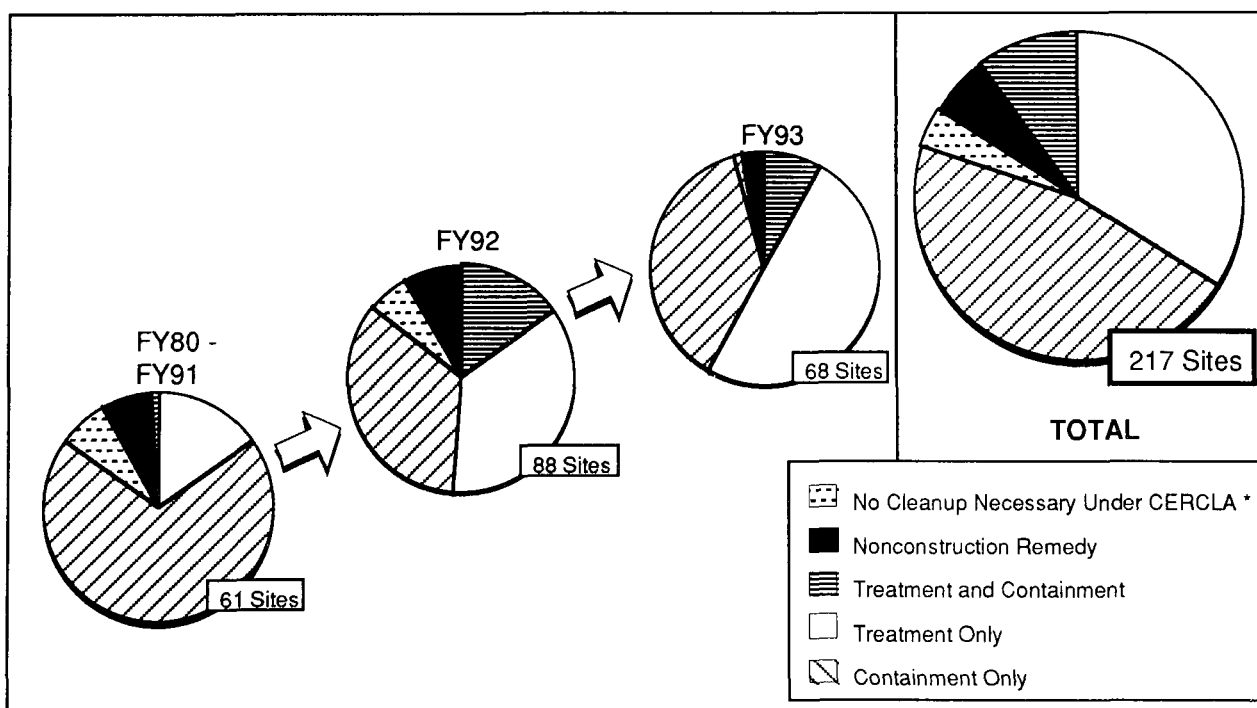 FY80 -
FY91
61 Sites
FY92
88 Sites
FY93
68 Sites
217 Sites
TOTAL
No Cleanup Necessary Under CERCLA *
Nonconstruction Remedy
Treatment and Containment
Treatment Only
Containment Only